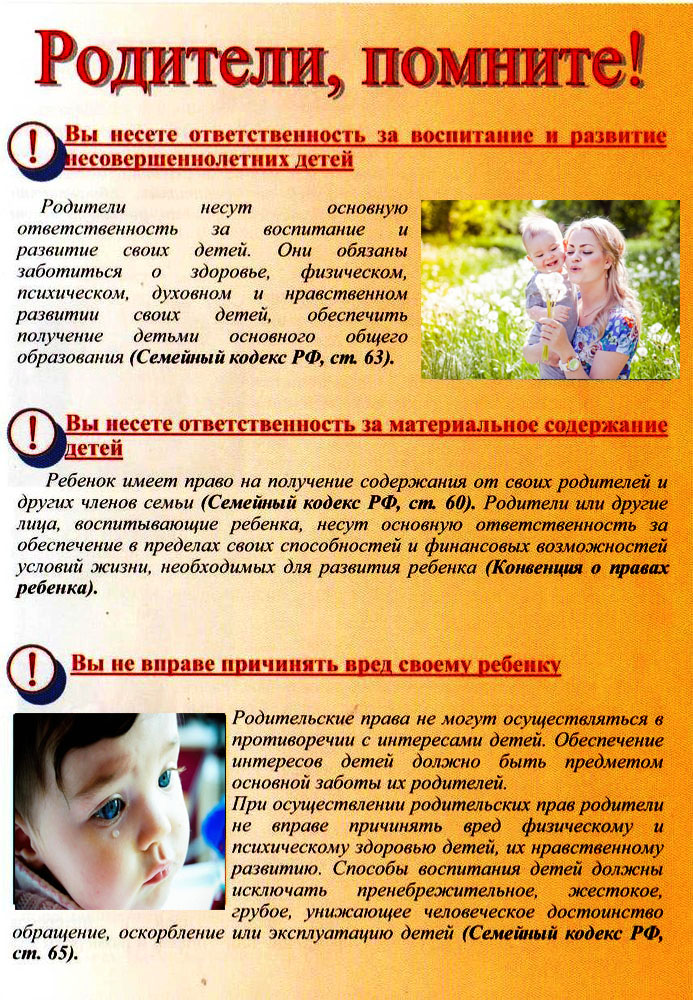 Родители, помните!
! Вы несете ответственность за воспитание и развитие
несовершеннолетних детей
Родители несут основную
ответственность за воспитание и
развитие своих детей. Они обязаны
заботиться о здоровье, физическом,
психическом, духовном и нравственном
развитии своих детей, обеспечить
получение детьми основного общего
образования (Семейный кодекс РФ, ст. 63).
! Вы несете ответственность за материальное содержание
детей
Ребенок имеет право на получение содержания от своих родителей и
других членов семьи (Семейный кодекс РФ, ст. 60). Родители или другие
лица, воспитывающие ребенка, несут основную ответственность за
обеспечение в пределах своих способностей и финансовых возможностей
условий жизни, необходимых для развития ребенка (Конвенция о правах
ребенка).
! Вы не вправе причинять вред своему ребенку
Родительские права не могут осуществляться в
противоречии с интересами детей. Обеспечение
интересов детей должно быть предметом
основной заботы их родителей.
При осуществлении родительских прав родители
не вправе причинять вред физическому и
психическому здоровью детей, их нравственному
развитию. Способы воспитания детей должны
исключать пренебрежительное, жестокое,
грубое, унижающее человеческое достоинство
обращение, оскорбление или эксплуатацию детей (Семейный кодекс РФ,
ст. 65).